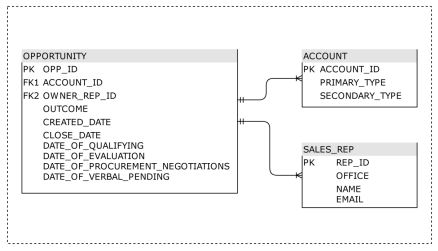 OPPORTUNITY
PK OPP_ID
FK1 ACCOUNT_ID
FK2 OWNER_REP_ID
OUTCOME
CREATED_DATE
CLOSE_DATE
DATE_OF_QUALIFYING
DATE_OF_EVALUATION
DATE_OF_PROCUREMENT_NEGOTIATIONS
DATE_OF_VERBAL_PENDING
ACCOUNT
PK ACCOUNT_ID
PRIMARY_TYPE
SECONDARY_TYPE
SALES_REP
PK REP_ID
OFFICE
NAME
EMAIL